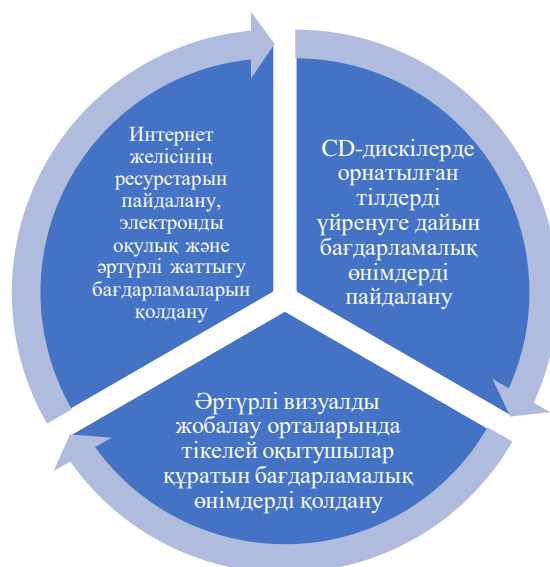 Интернет
желісінің
ресурстарын
пайдалану,
электронды
оқулық және
әртүрлі жаттығу
бағдарламаларын
қолдану
CD-дискілерде
орнатылған
тілдерді
үйренуге дайын
бағдарламалық
өнімдерді
пайдалану
Әртүрлі визуалды
жобалау орталарында
тікелей оқытушылар
құратын бағдарламалық
өнімдерді қолдану